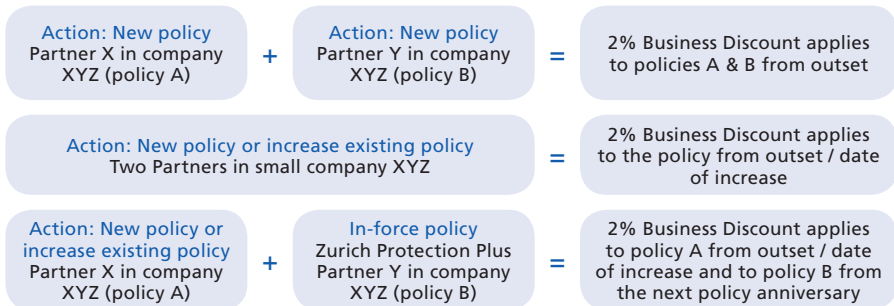 Action: New policy
Partner X in company
XYZ (policy A)
+
Action: New policy
Partner Y in company
XYZ (policy B)
=
2% Business Discount applies
to policies A & B from outset
Action: New policy or increase existing policy
Two Partners in small company XYZ
=
2% Business Discount applies
to the policy from outset / date
of increase
Action: New policy or
increase existing policy
Partner X in company
XYZ (policy A)
+
In-force policy
Zurich Protection Plus
Partner Y in company
XYZ (policy B)
=
2% Business Discount applies
to policy A from outset / date
of increase and to policy B from
the next policy anniversary